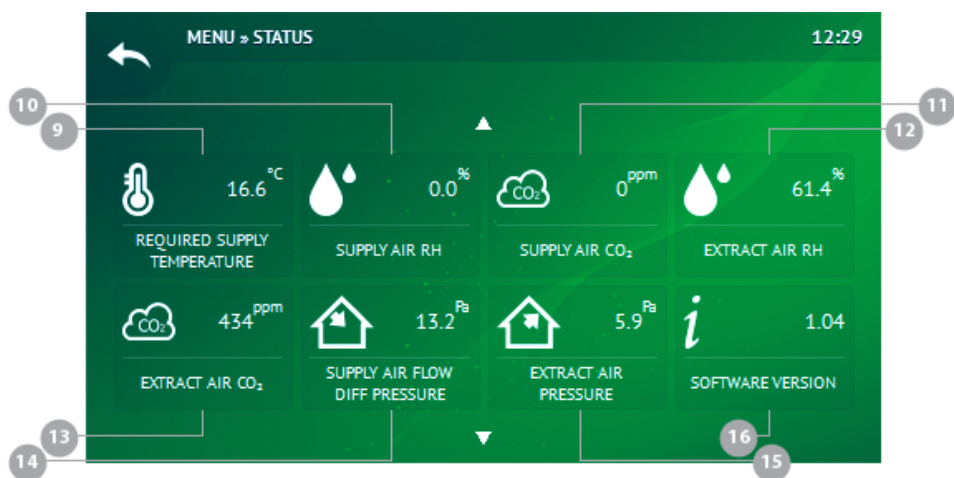 MENU » STATUS 12:29
10
9
11
12
16.6 °C
REQUIRED SUPPLY
TEMPERATURE
0.0 %
SUPPLY AIR RH
CO₂ 0 ppm
SUPPLY AIR CO₂
61.4 %
EXTRACT AIR RH
CO₂ 434 ppm
EXTRACT AIR CO₂
13.2 Pa
SUPPLY AIR FLOW
DIFF PRESSURE
5.9 Pa
EXTRACT AIR
PRESSURE
i 1.04
SOFTWARE VERSION
13
14
16
15